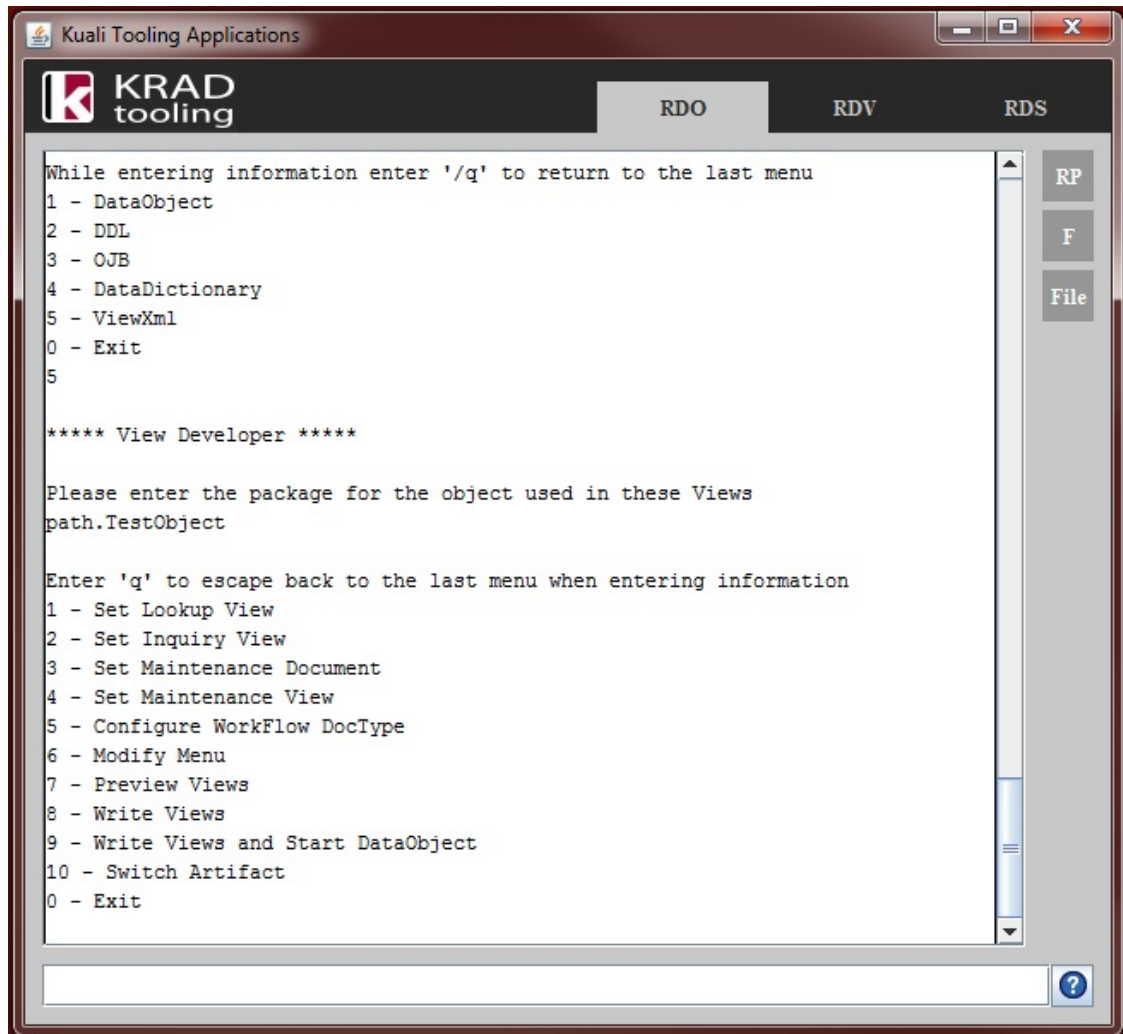 Kuali Tooling Applications
KRAD
tooling
RDO
RDV
RDS
While entering information enter '/q' to return to the last menu
1 - DataObject
2 - DDL
3 - OJB
4 - DataDictionary
5 - ViewXml
0 - Exit
5
***** View Developer *****
Please enter the package for the object used in these Views
path.TestObject
Enter 'q' to escape back to the last menu when entering information
1 - Set Lookup View
2 - Set Inquiry View
3 - Set Maintenance Document
4 - Set Maintenance View
5 - Configure WorkFlow DocType
6 - Modify Menu
7 - Preview Views
8 - Write Views
9 - Write Views and Start DataObject
10 - Switch Artifact
0 - Exit
RP
F
File
?